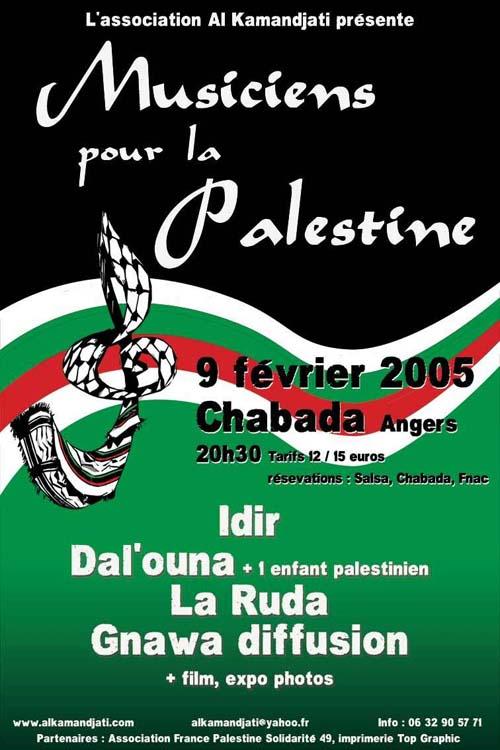 L'association Al Kamandjati présente
Musiciens
pour la
Palestine
9 février 2005
Chabada Angers
20h30 Tarifs 12 / 15 euros
résevations : Salsa, Chabada, Fnac
Idir
Dal'ouna + 1 enfant palestinien
La Ruda
Gnawa diffusion
+ film, expo photos
www.alkamandjati.com alkamandjati@yahoo.fr Info : 06 32 90 57 71
Partenaires : Association France Palestine Solidarité 49, imprimerie Top Graphic